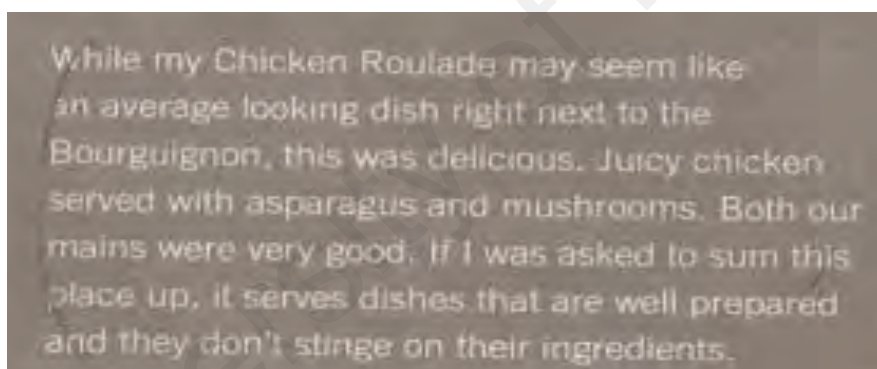 While my Chicken Roulade may seem like
an average looking dish right next to the
Bourguignon, this was delicious. Juicy chicken
served with asparagus and mushrooms. Both our
mains were very good. If I was asked to sum this
place up, it serves dishes that are well prepared
and they don't stinge on their ingredients.